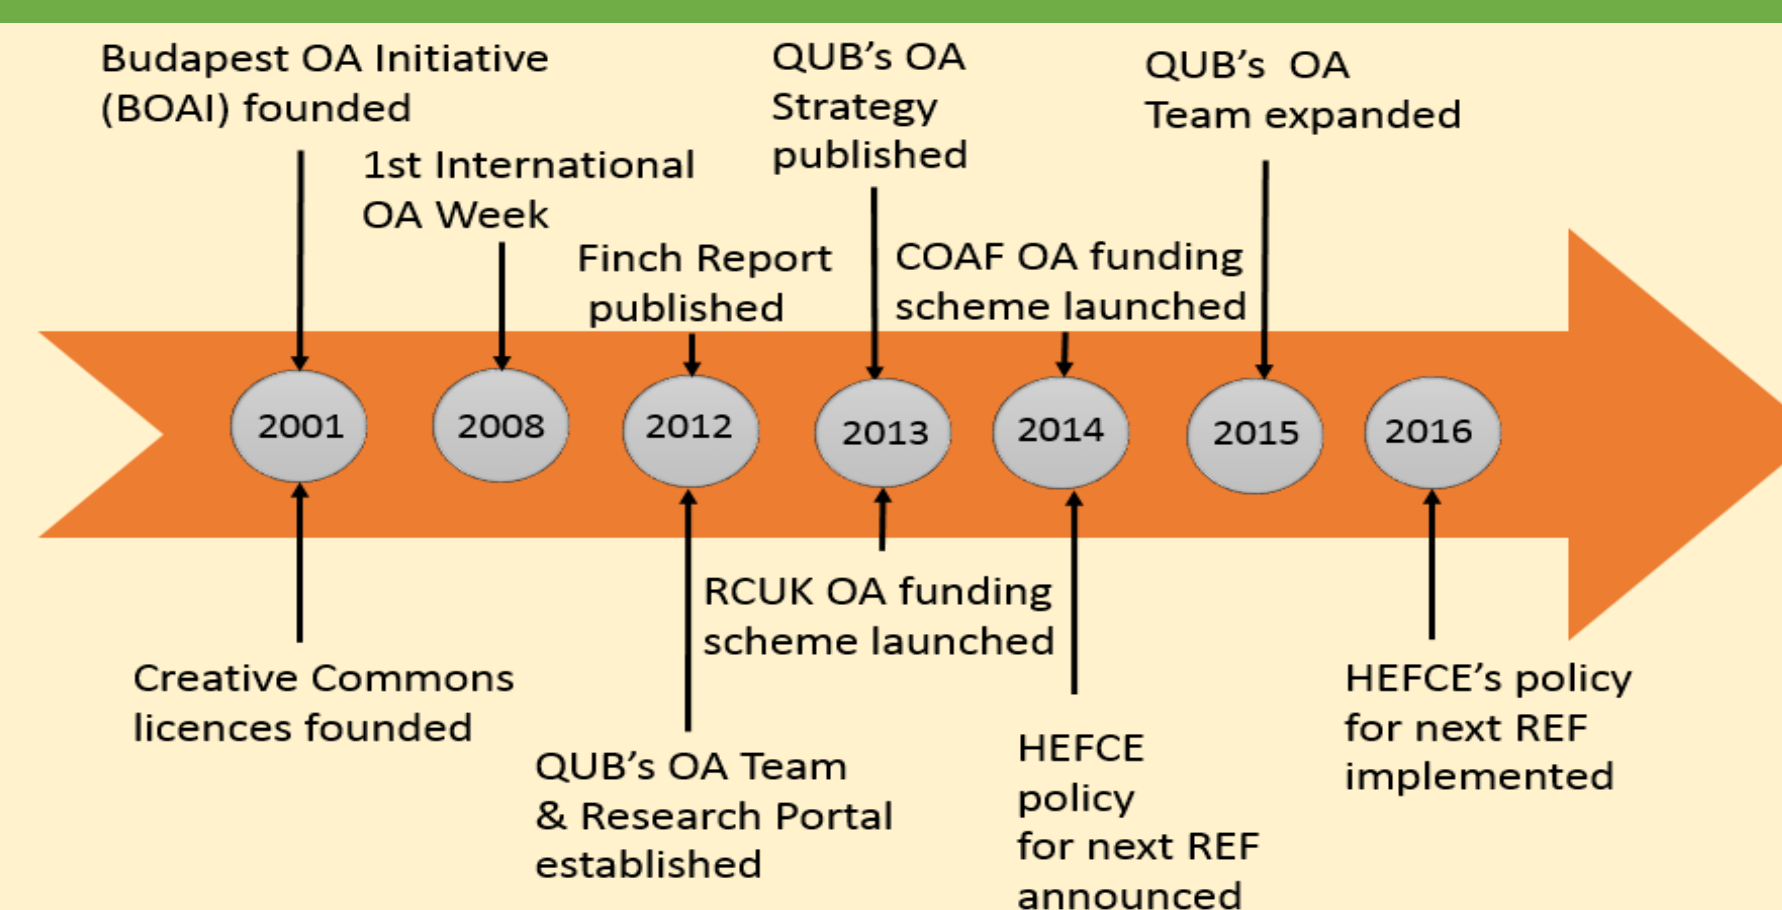 Budapest OA Initiative
(BOAI) founded
1st International
OA Week
Finch Report
published
QUB’s OA
Strategy
published
COAF OA funding
scheme launched
QUB’s OA
Team expanded
2001
2008
2012
2013
2014
2015
2016
Creative Commons
licences founded
QUB’s OA Team
& Research Portal
established
RCUK OA funding
scheme launched
HEFCE
policy
for next REF
announced
HEFCE’s policy
for next REF
implemented